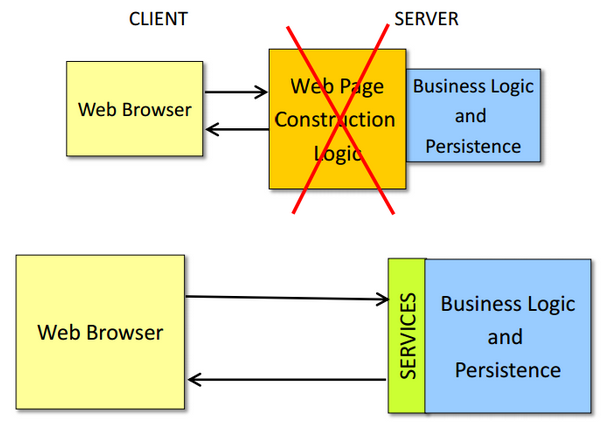 CLIENT
SERVER
Web Browser
Web Page
Construction
Logic
Business Logic
and
Persistence
Web Browser
SERVICES
Business Logic
and
Persistence